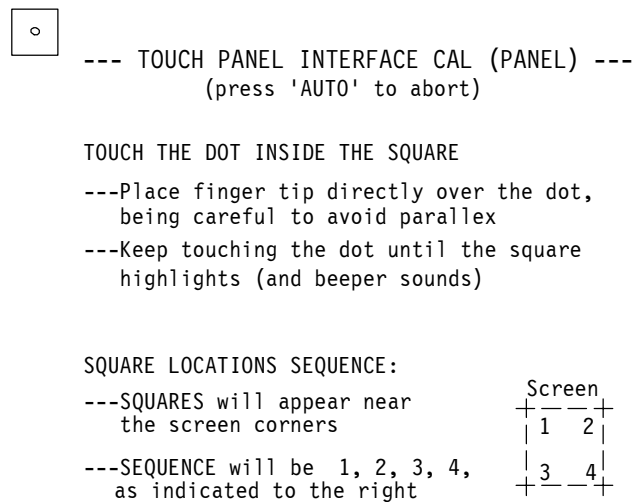 --- TOUCH PANEL INTERFACE CAL (PANEL) ---
(press 'AUTO' to abort)
TOUCH THE DOT INSIDE THE SQUARE
---Place finger tip directly over the dot,
being careful to avoid parallex
---Keep touching the dot until the square
highlights (and beeper sounds)
SQUARE LOCATIONS SEQUENCE:
---SQUARES will appear near
the screen corners
---SEQUENCE will be 1, 2, 3, 4,
as indicated to the right
Screen
1 2
3 4